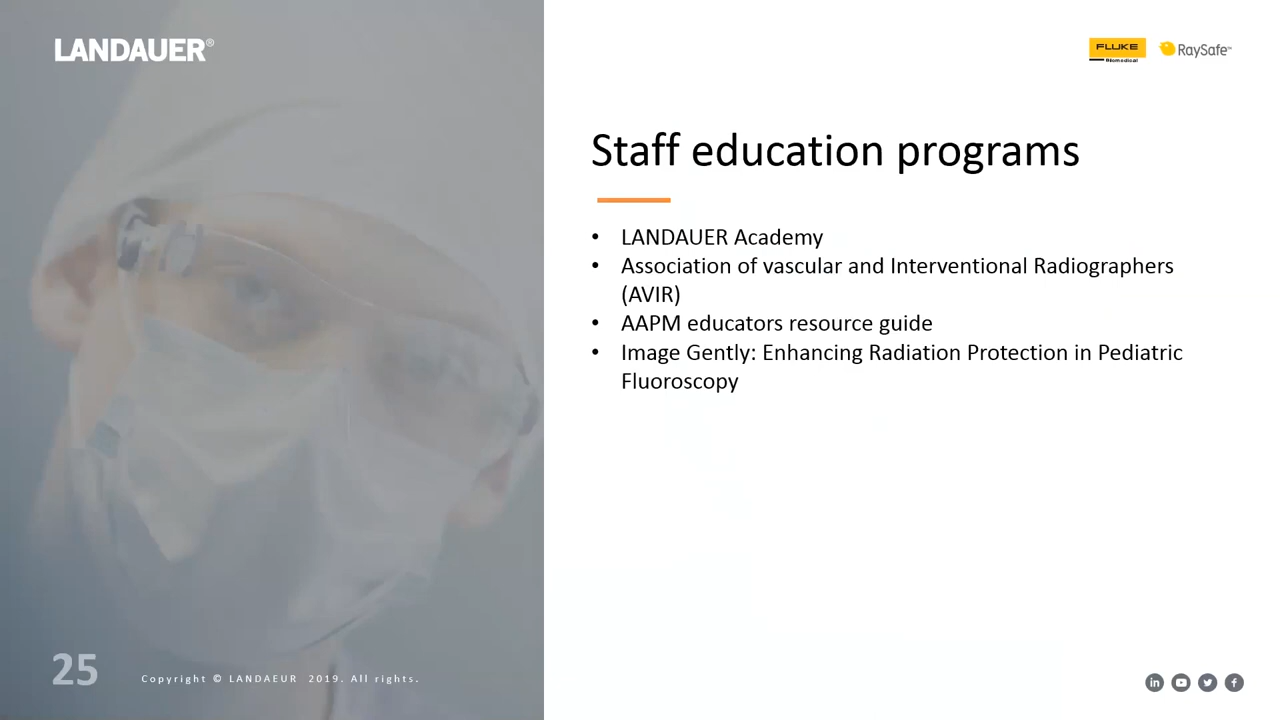 LANDAUER®
FLUKE
Biomedical
RaySafe™
Staff education programs
• LANDAUER Academy
• Association of vascular and Interventional Radiographers
(AVIR)
• AAPM educators resource guide
• Image Gently: Enhancing Radiation Protection in Pediatric
Fluoroscopy
25
Copyright © LANDAEUR 2019. All rights.